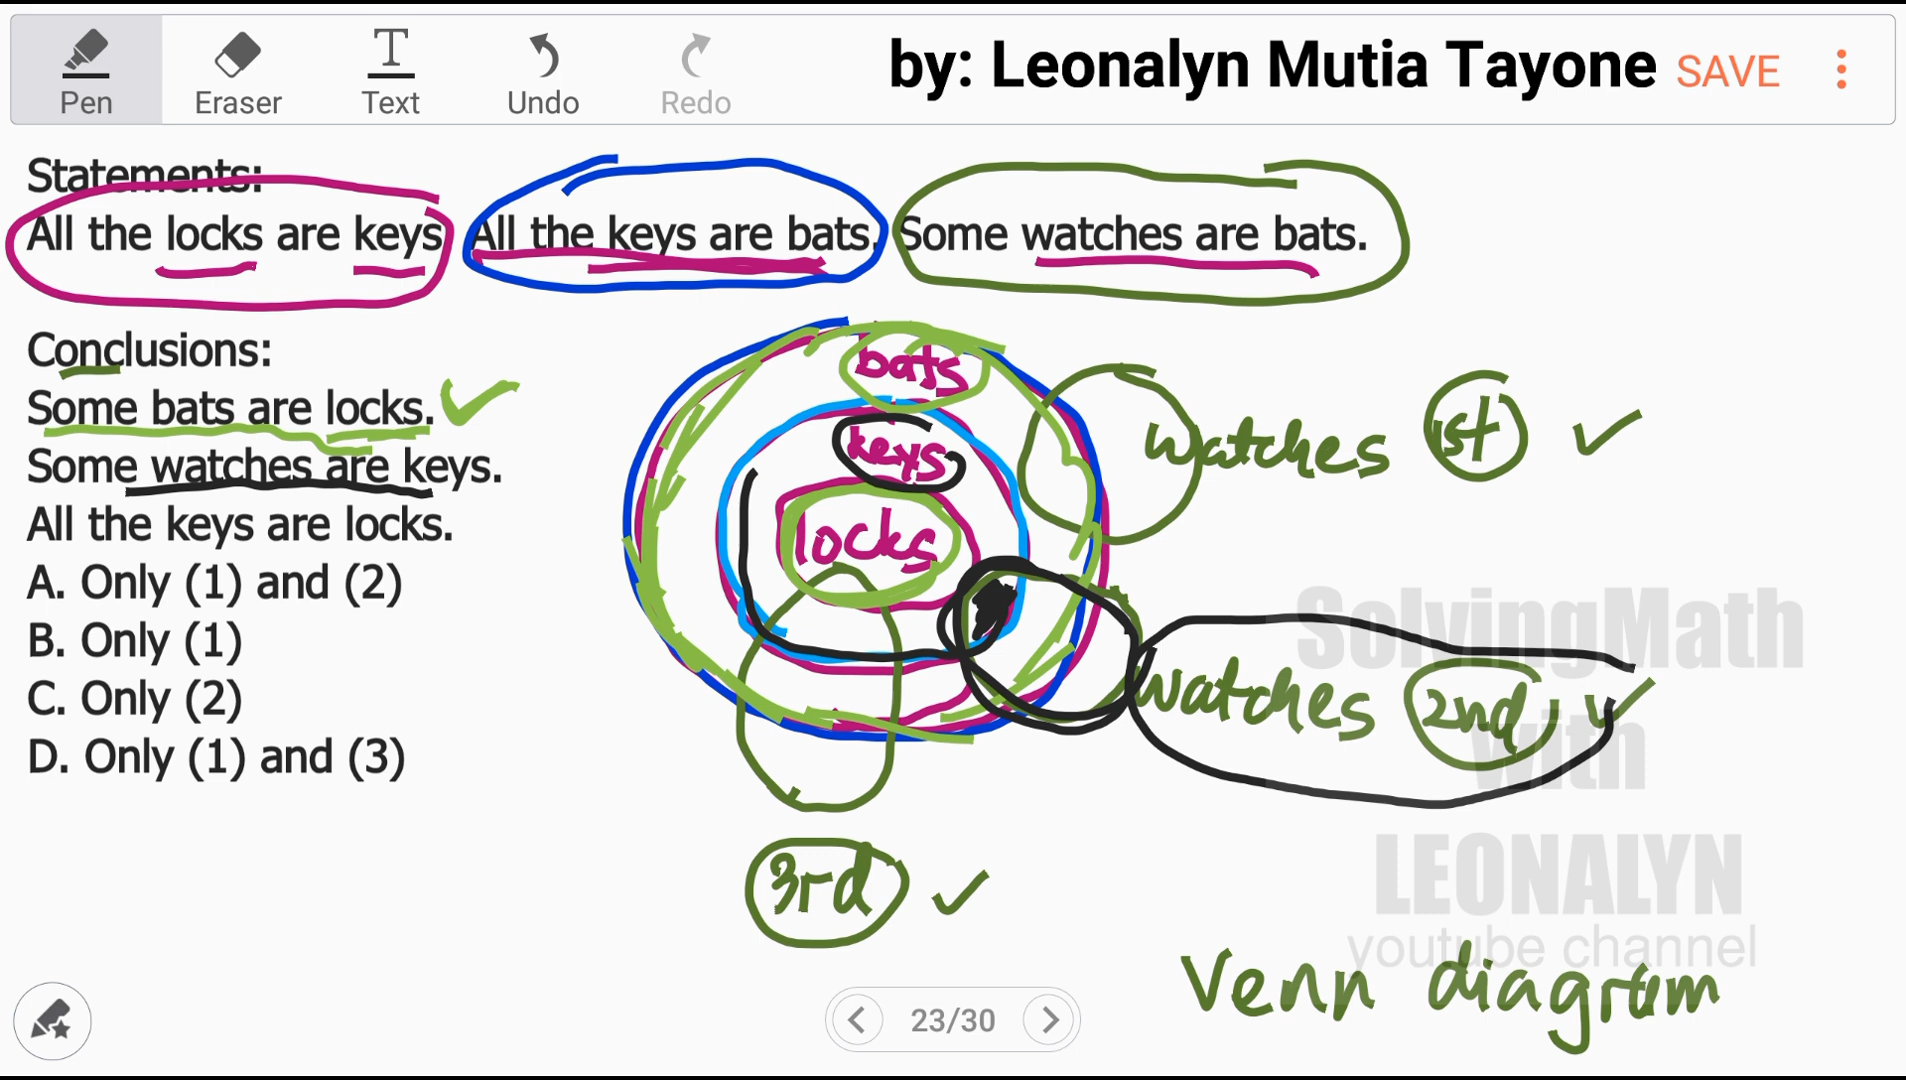 Pen
Eraser
Text
Undo
Redo
by: Leonalyn Mutia Tayone
SAVE
Statements:
All the locks are keys. All the keys are bats. Some watches are bats.
Conclusions:
Some bats are locks.
Some watches are keys.
All the keys are locks.
A. Only (1) and (2)
B. Only (1)
C. Only (2)
D. Only (1) and (3)
bats
keys
locks
watches 1st
watches 2nd
3rd
SolvingMath
with
LEONALYN
youtube channel
Venn diagram
23/30